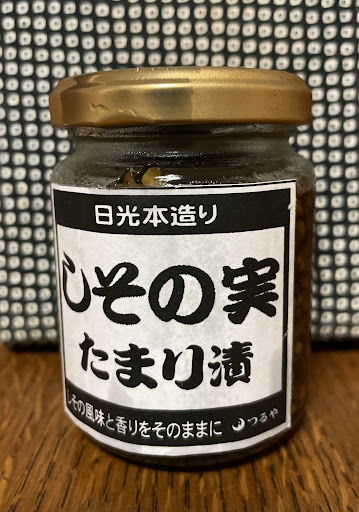 日光本造り
しその実
たまり漬
しその風味と香りをそのままに つるや